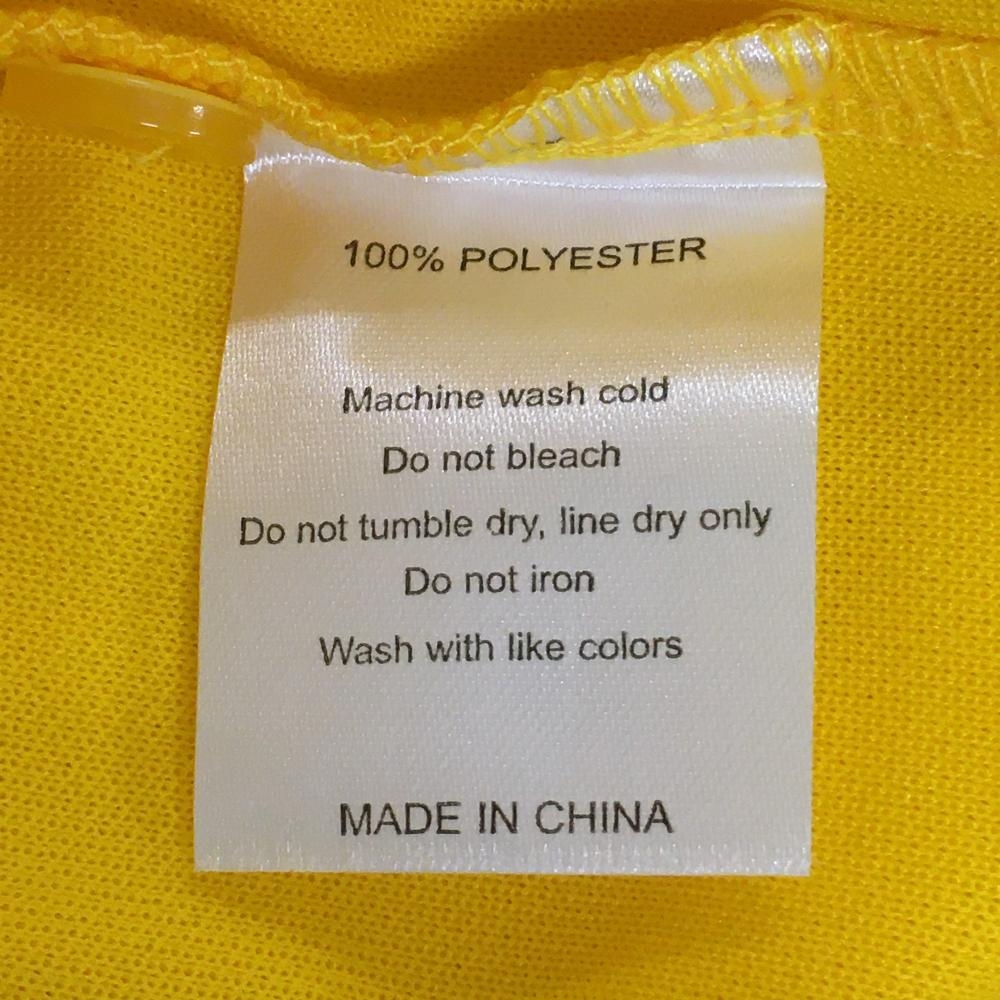 100% POLYESTER
Machine wash cold
Do not bleach
Do not tumble dry, line dry only
Do not iron
Wash with like colors
MADE IN CHINA